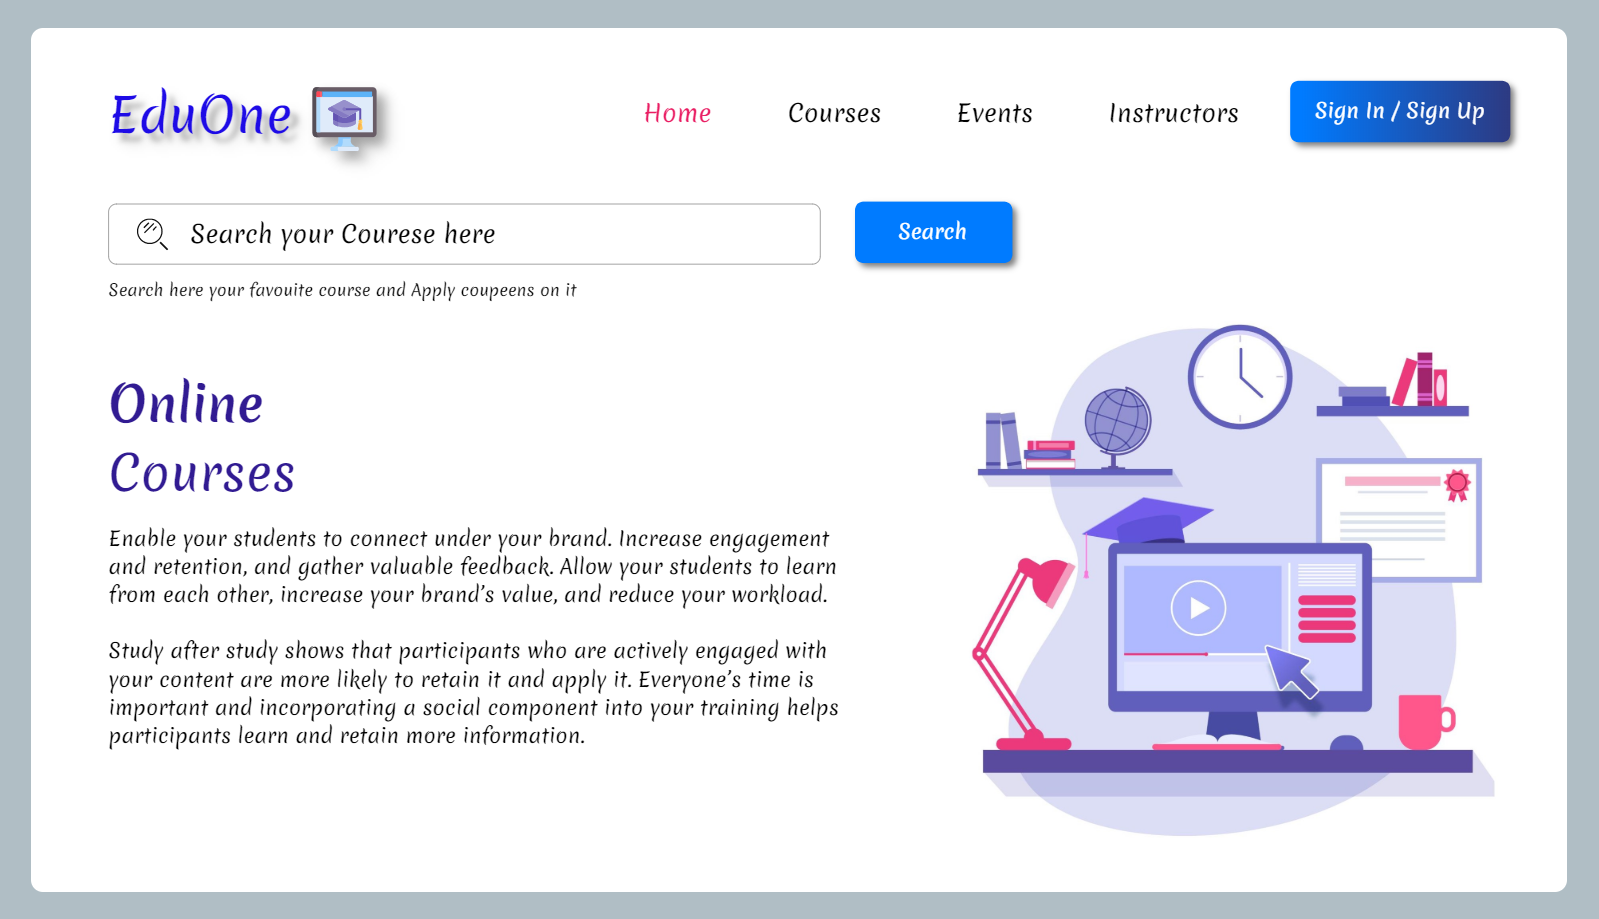 EduOne
Home
Courses
Events
Instructors
Sign In / Sign Up
Search your Courese here
Search
Search here your favouite course and Apply coupeens on it
Online
Courses
Enable your students to connect under your brand. Increase engagement
and retention, and gather valuable feedback. Allow your students to learn
from each other, increase your brand’s value, and reduce your workload.
Study after study shows that participants who are actively engaged with
your content are more likely to retain it and apply it. Everyone’s time is
important and incorporating a social component into your training helps
participants learn and retain more information.